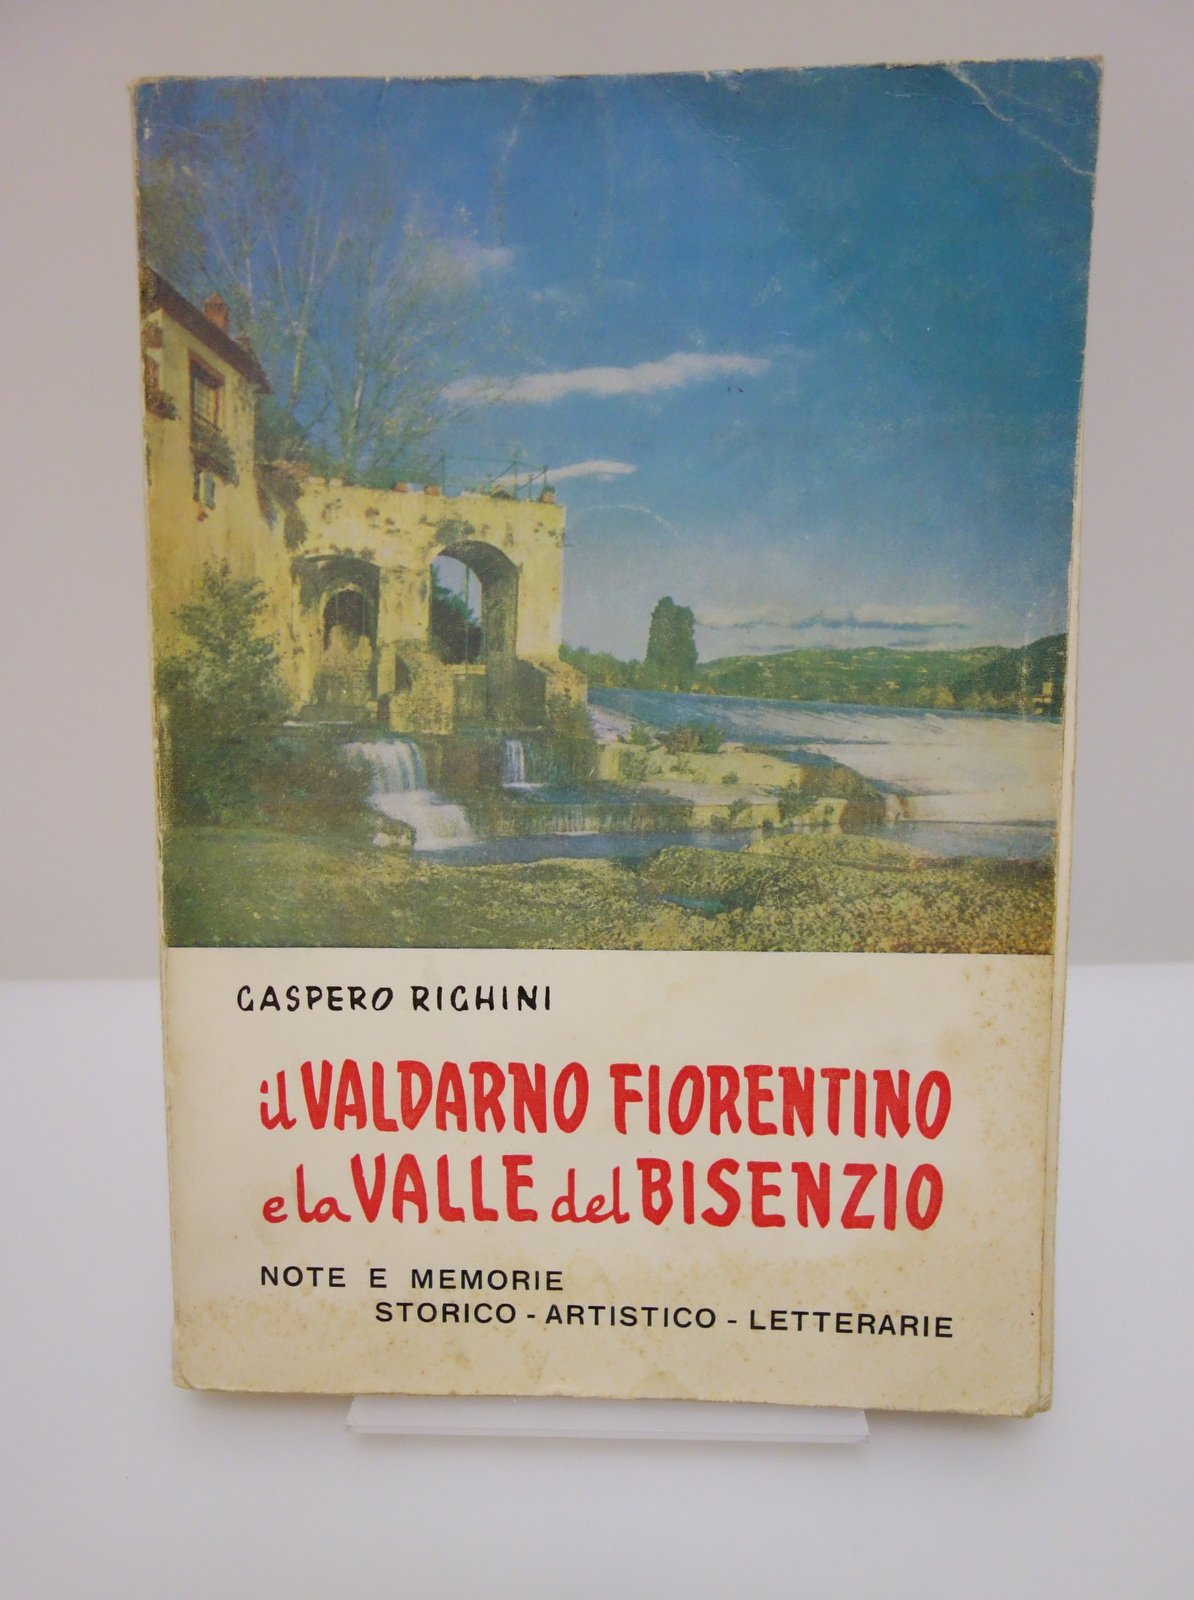 GASPERO RIGHINI
il VALDARNO FIORENTINO
e la VALLE del BISENZIO
NOTE E MEMORIE
STORICO - ARTISTICO - LETTERARIE